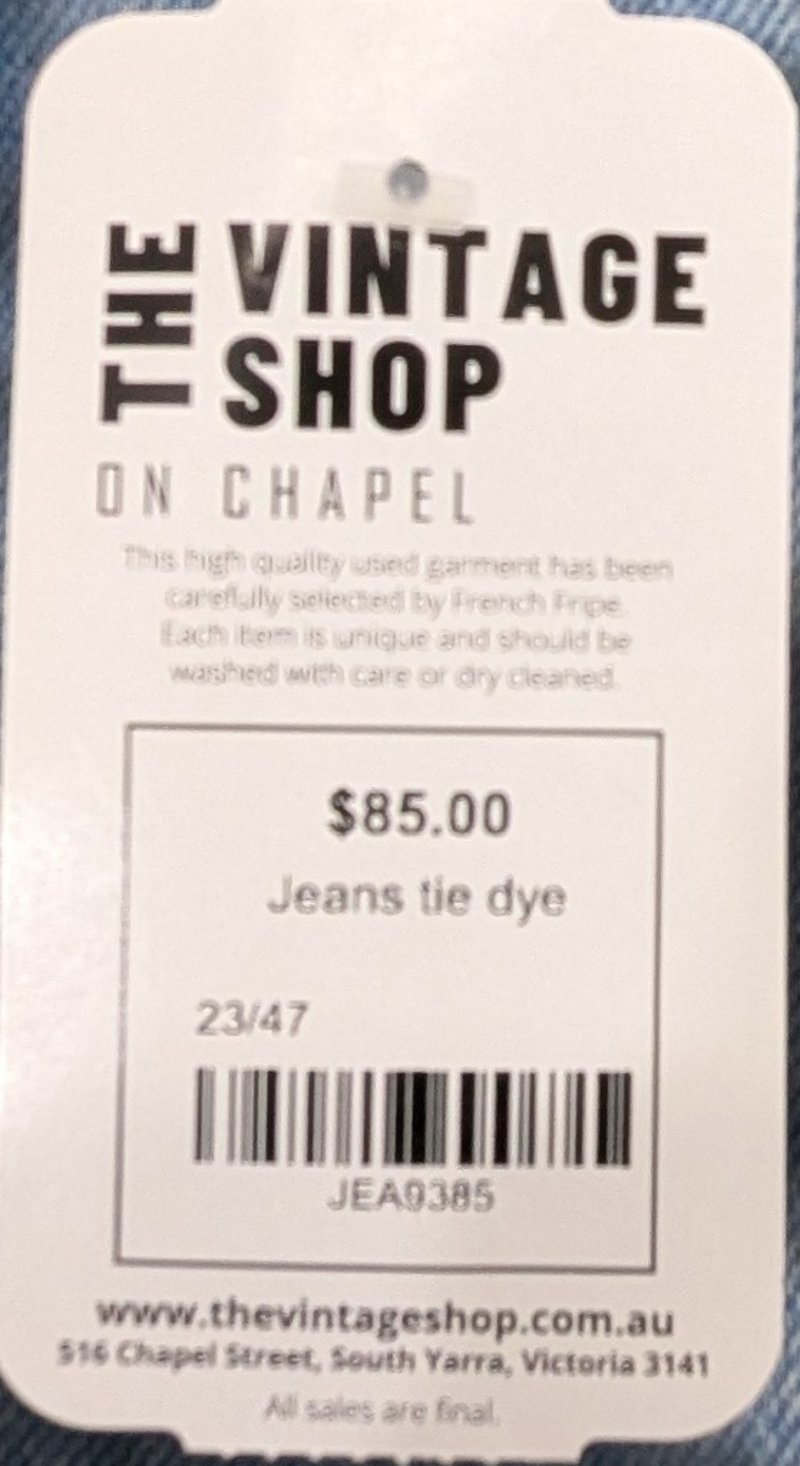 THE VINTAGE
SHOP
ON CHAPEL
This high quality used garment has been
carefully selected by French Fripe.
Each item is unique and should be
washed with care or dry cleaned.
$85.00
Jeans tie dye
23/47
JEA9385
www.thevintageshop.com.au
516 Chapel Street, South Yarra, Victoria 3141
All sales are final.